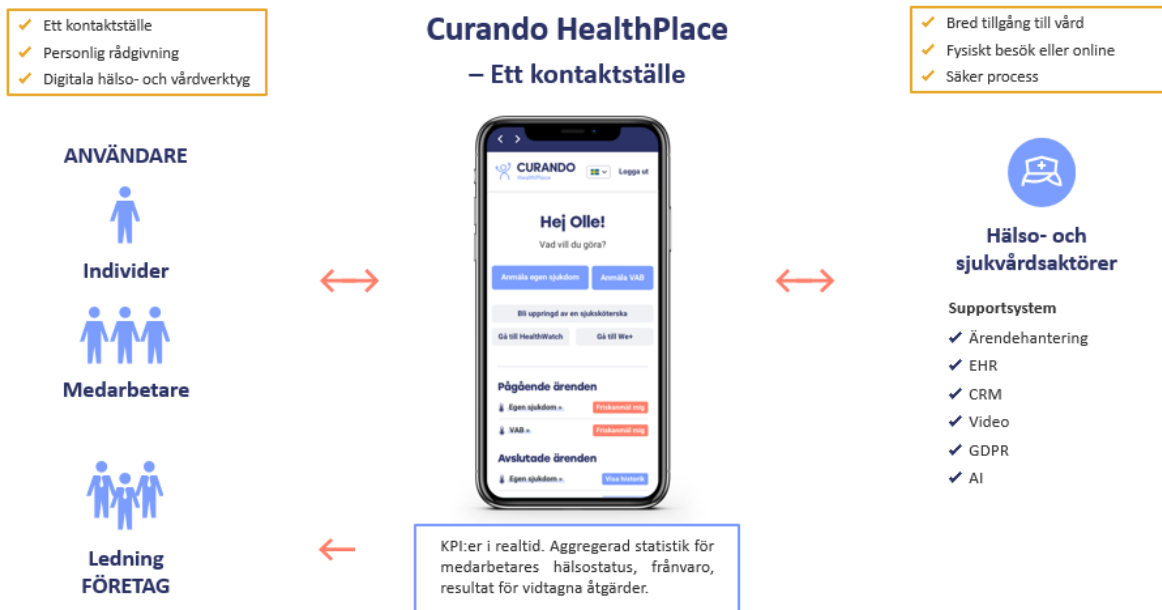 Ett kontaktställe
Personlig rådgivning
Digitala hälso- och vårdverktyg
Curando HealthPlace
– Ett kontaktställe
Bred tillgång till vård
Fysiskt besök eller online
Säker process
ANVÄNDARE
Individer
Medarbetare
Ledning
FÖRETAG
CURANDO
HealthPlace
Logga ut
Hej Olle!
Vad vill du göra?
Anmäla egen sjukdom
Anmäla VAB
Bli uppringd av en sjuksköterska
Gå till HealthWatch
Gå till We+
Pågående ärenden
Egen sjukdom
Friskanmäl mig
VAB
Friskanmäl mig
Avslutade ärenden
Egen sjukdom
Visa historik
KPI:er i realtid. Aggregerad statistik för
medarbetares hälsostatus, frånvaro,
resultat för vidtagna åtgärder.
Hälso- och
sjukvårdsaktörer
Supportsystem
Ärendehantering
EHR
CRM
Video
GDPR
AI